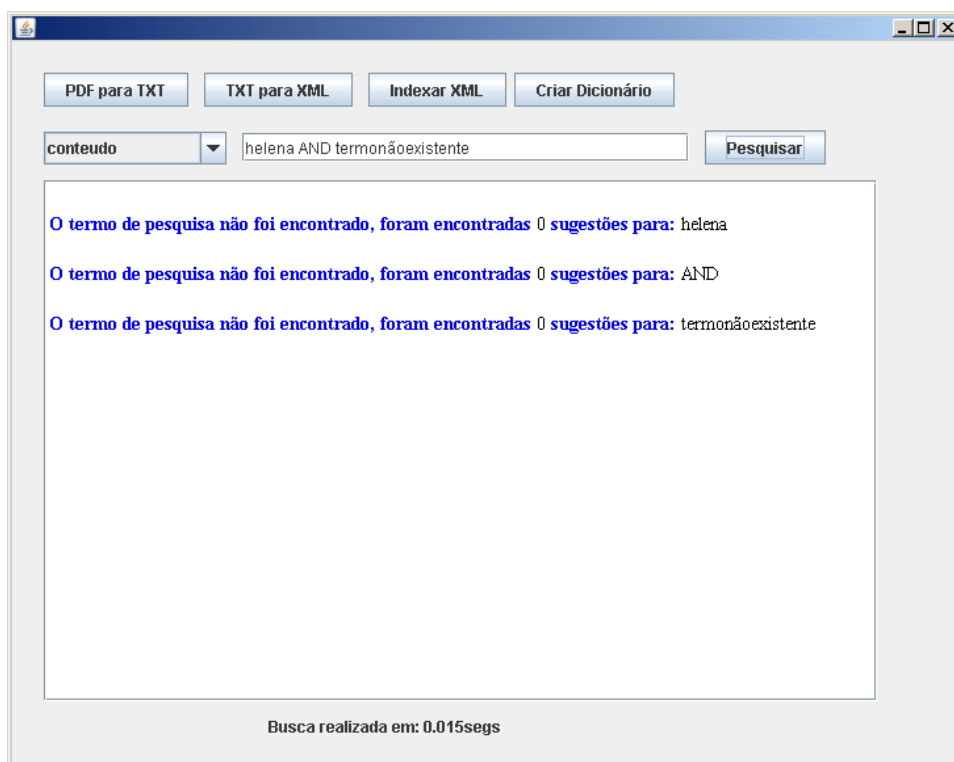 PDF para TXT TXT para XML Indexar XML Criar Dicionário
conteudo helena AND termonãoexistente Pesquisar
O termo de pesquisa não foi encontrado, foram encontradas 0 sugestões para: helena
O termo de pesquisa não foi encontrado, foram encontradas 0 sugestões para: AND
O termo de pesquisa não foi encontrado, foram encontradas 0 sugestões para: termonãoexistente
Busca realizada em: 0.015segs